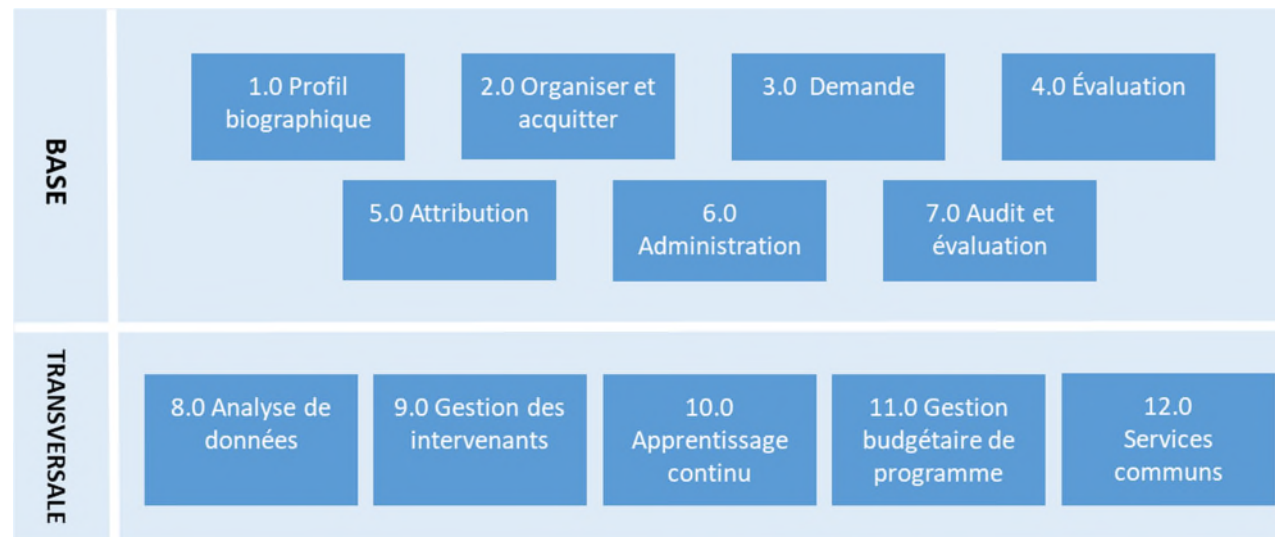 BASE
1.0 Profil
biographique
2.0 Organiser et
acquitter
3.0 Demande
4.0 Évaluation
5.0 Attribution
6.0
Administration
7.0 Audit et
évaluation
TRANSVERSALE
8.0 Analyse de
données
9.0 Gestion des
intervenants
10.0
Apprentissage
continu
11.0 Gestion
budgétaire de
programme
12.0
Services
communs